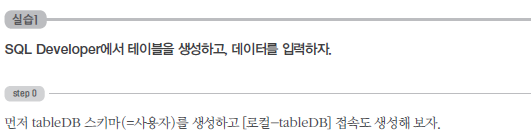 실습1
SQL Developer에서 테이블을 생성하고, 데이터를 입력하자.
step 0
먼저 tableDB 스키마(=사용자)를 생성하고 [로컬-tableDB] 접속도 생성해 보자.